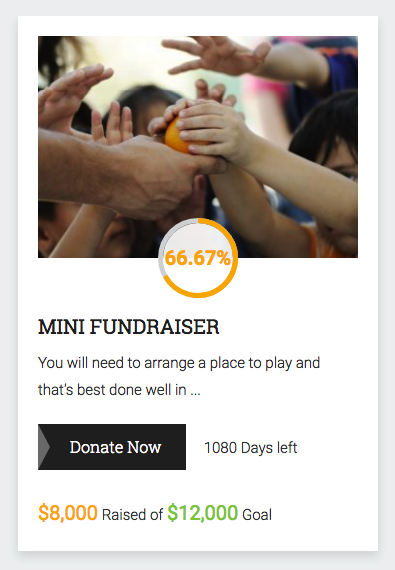 66.67%
MINI FUNDRAISER
You will need to arrange a place to play and
that's best done well in ...
Donate Now 1080 Days left
$8,000 Raised of $12,000 Goal